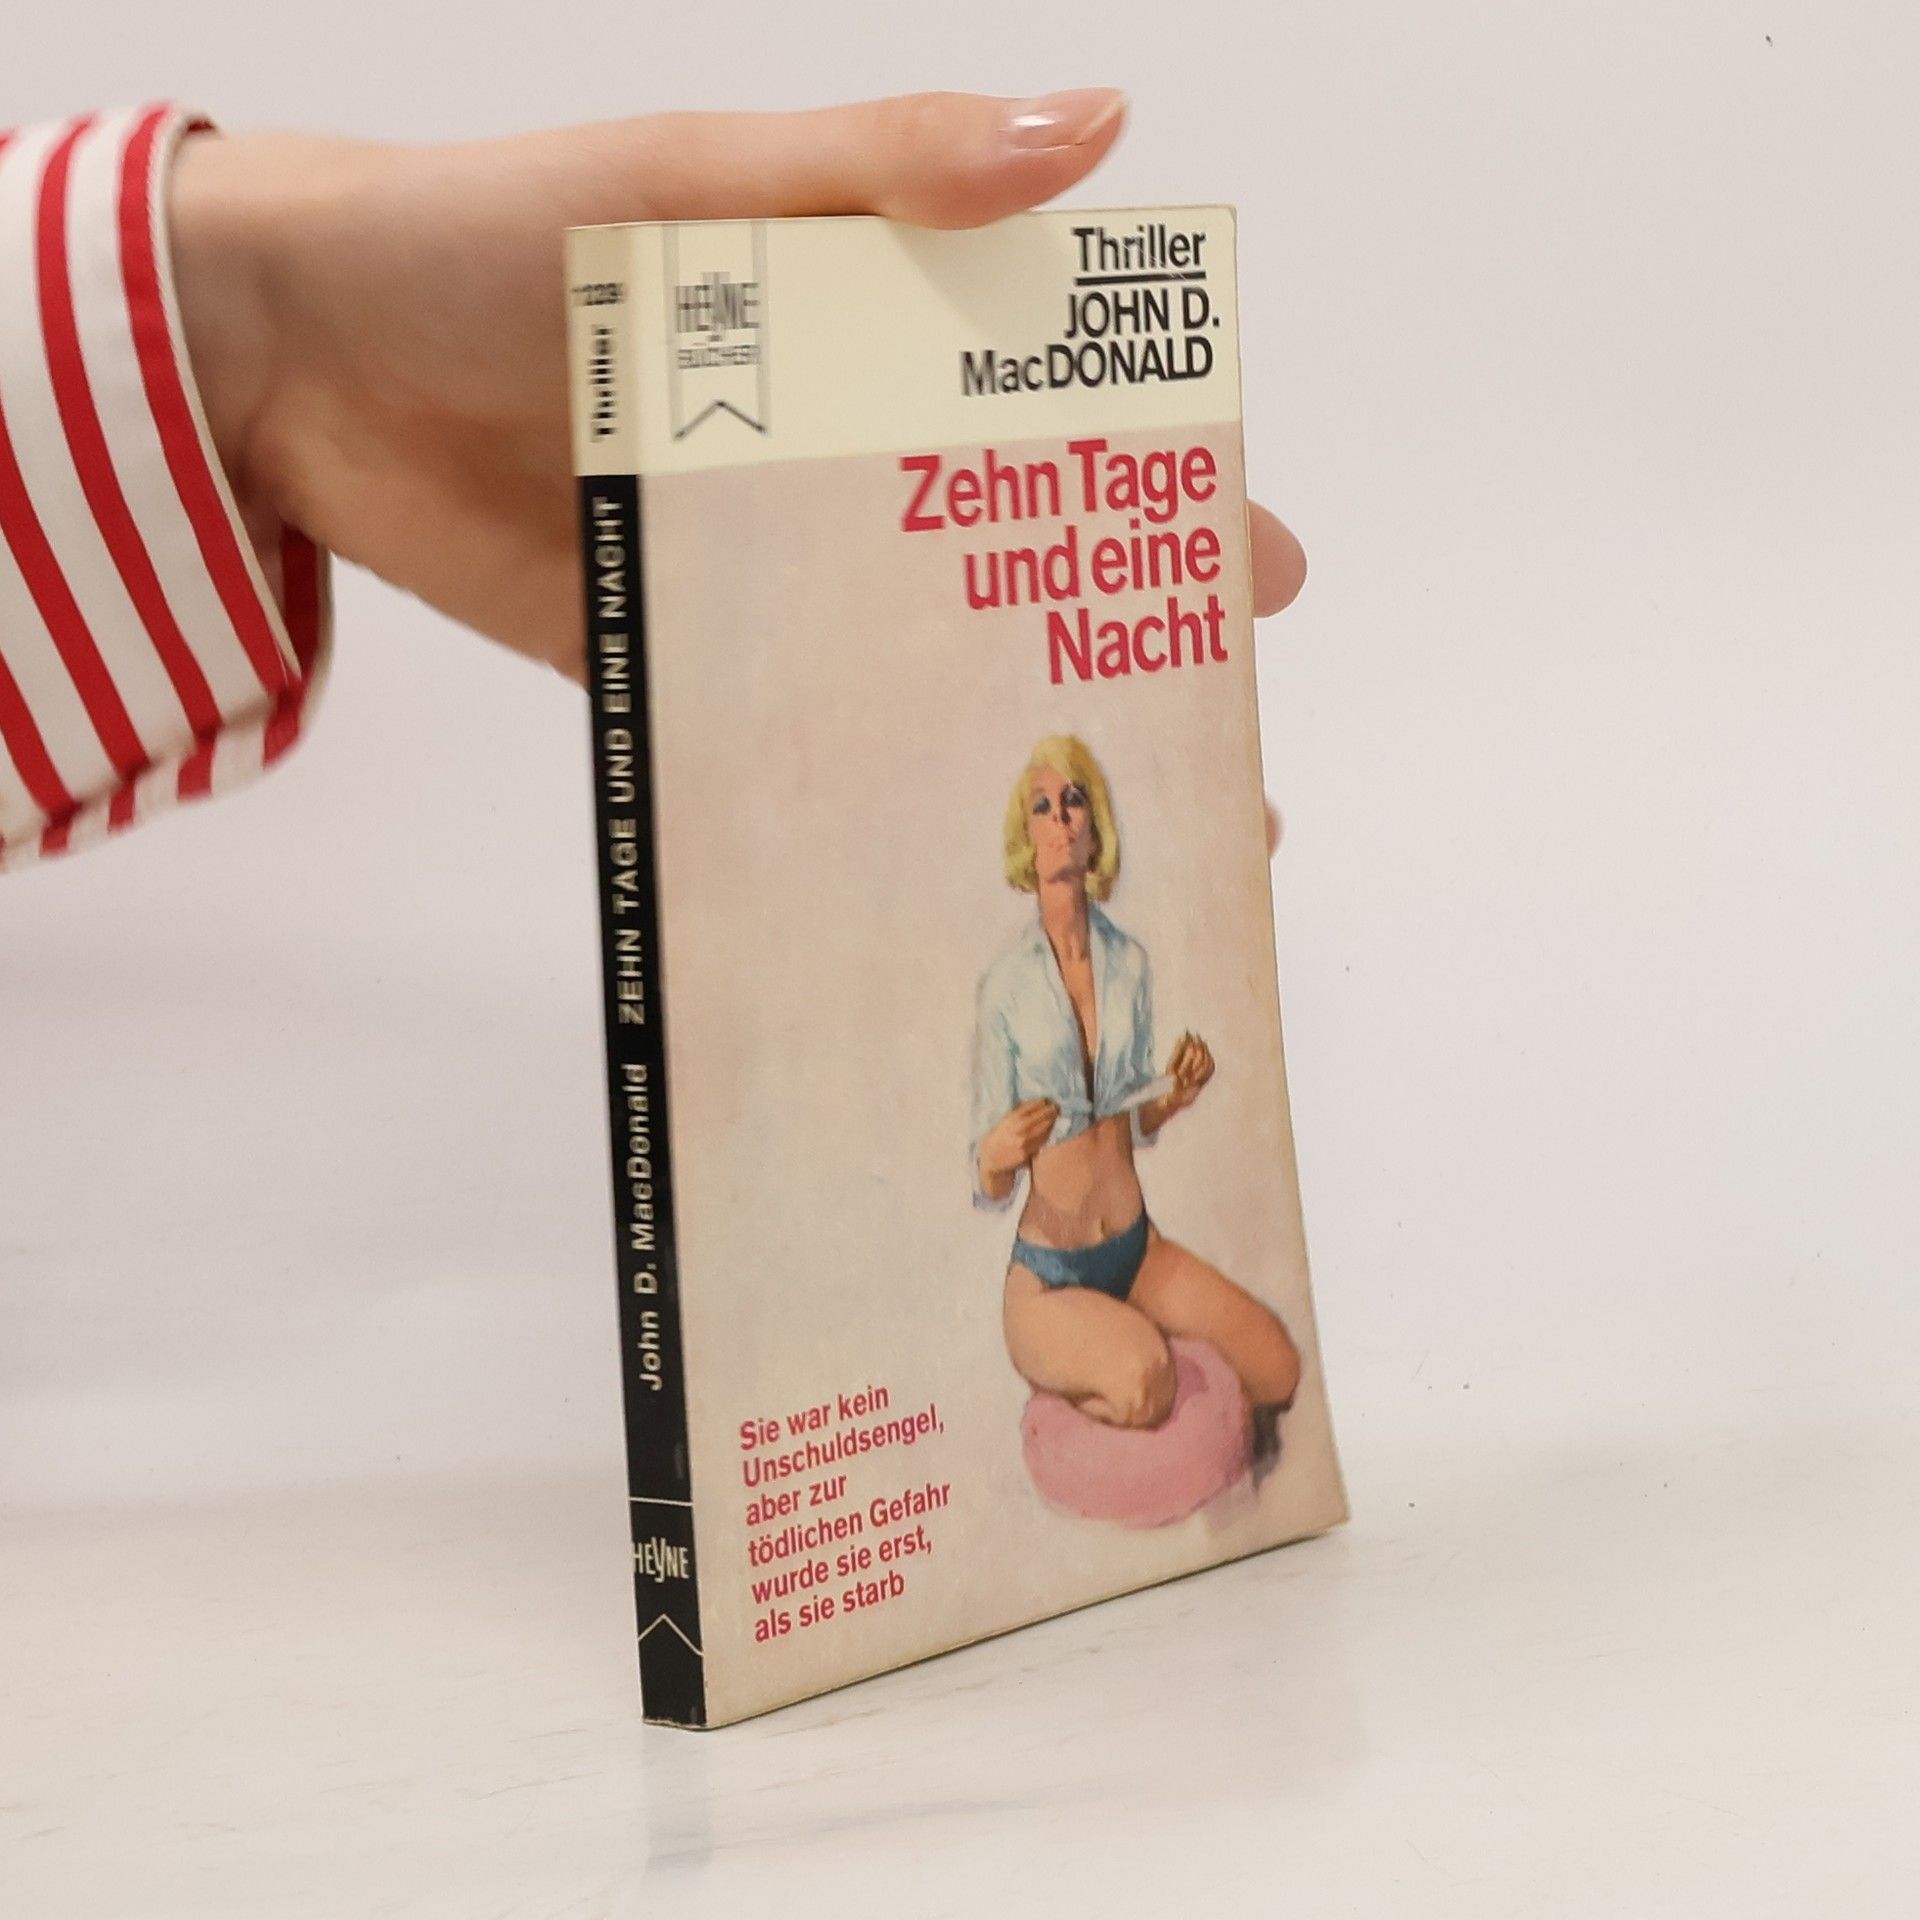 Thriller
JOHN D.
MacDONALD
HEYNE
BÜCHER
Zehn Tage
und eine
Nacht
Sie war kein
Unschuldsengel,
aber zur
tödlichen Gefahr
wurde sie erst,
als sie starb
Thriller
John D. MacDonald ZEHN TAGE UND EINE NACHT
HEYNE